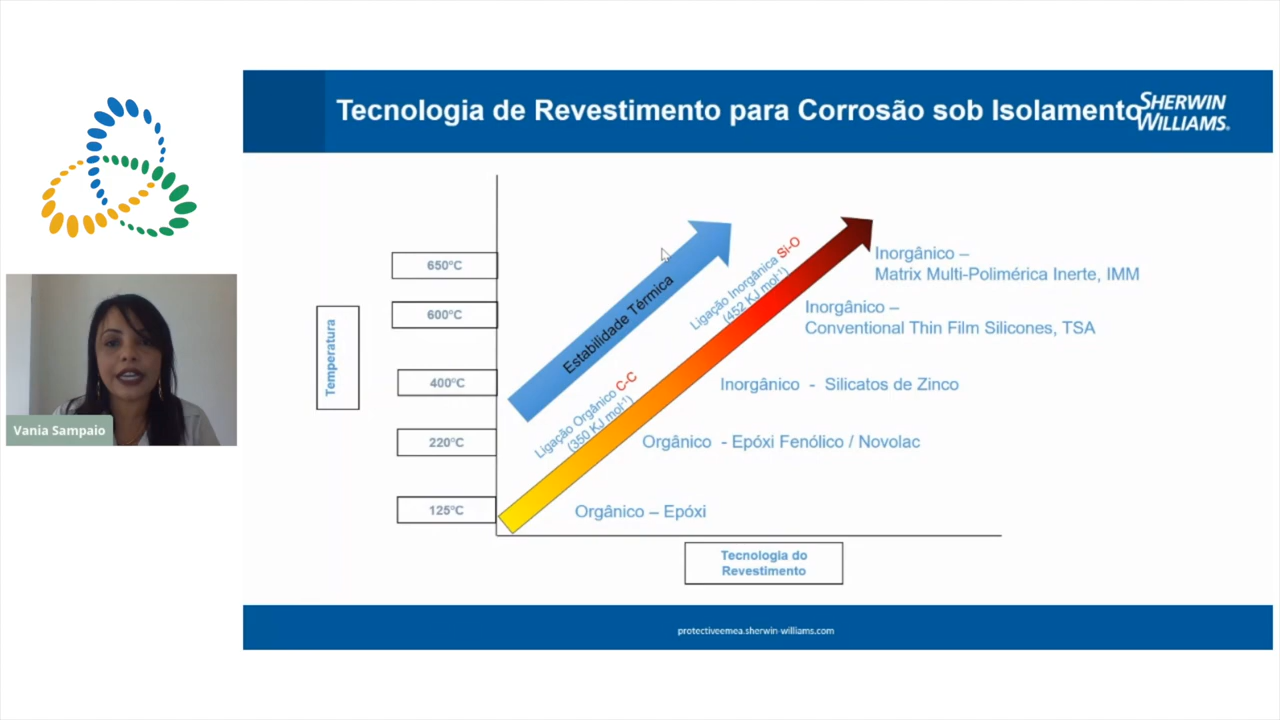 Tecnologia de Revestimento para Corrosão sob Isolamento
SHERWIN
WILLIAMS®
650°C
600°C
400°C
220°C
125°C
Temperatura
Estabilidade Térmica
Ligação Inorgânica Si-O
(452 KJ mol⁻¹)
Ligação Orgânico C-C
(350 KJ mol⁻¹)
Inorgânico –
Matrix Multi-Polimérica Inerte, IMM
Inorgânico –
Conventional Thin Film Silicones, TSA
Inorgânico - Silicatos de Zinco
Orgânico - Epóxi Fenólico / Novolac
Orgânico – Epóxi
Tecnologia do
Revestimento
Vania Sampaio
protectiveemea.sherwin-williams.com